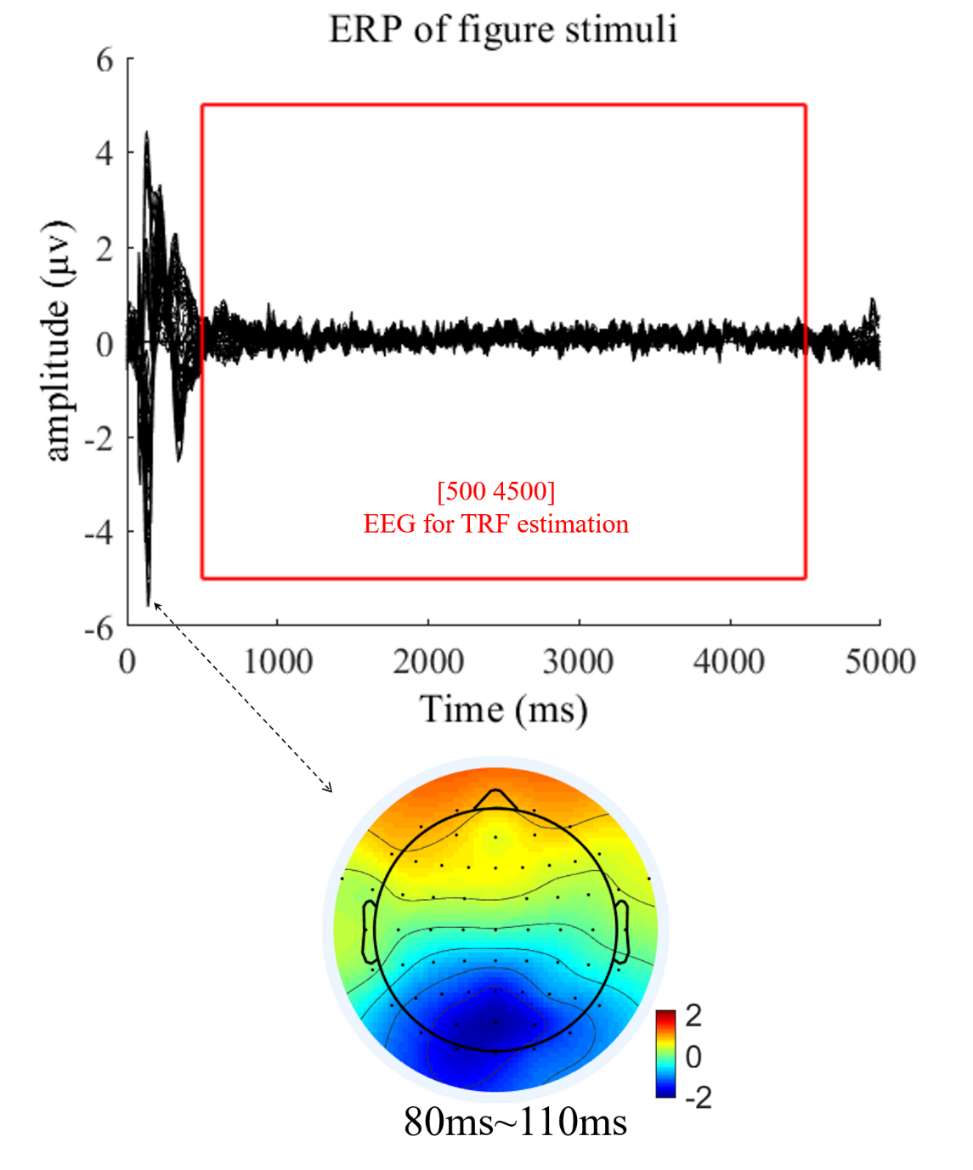 ERP of figure stimuli
6
4
2
0
-2
-4
-6
amplitude (μv)
[500 4500]
EEG for TRF estimation
0 1000 2000 3000 4000 5000
Time (ms)
2
0
-2
80ms~110ms